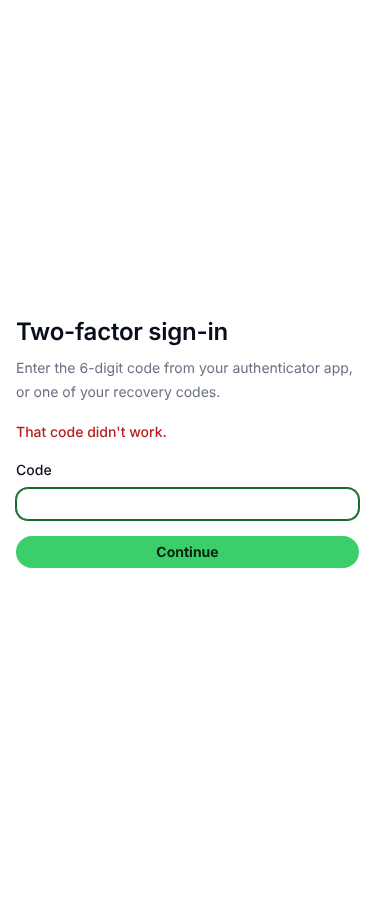 Two-factor sign-in
Enter the 6-digit code from your authenticator app,
or one of your recovery codes.
That code didn't work.
Code
Continue